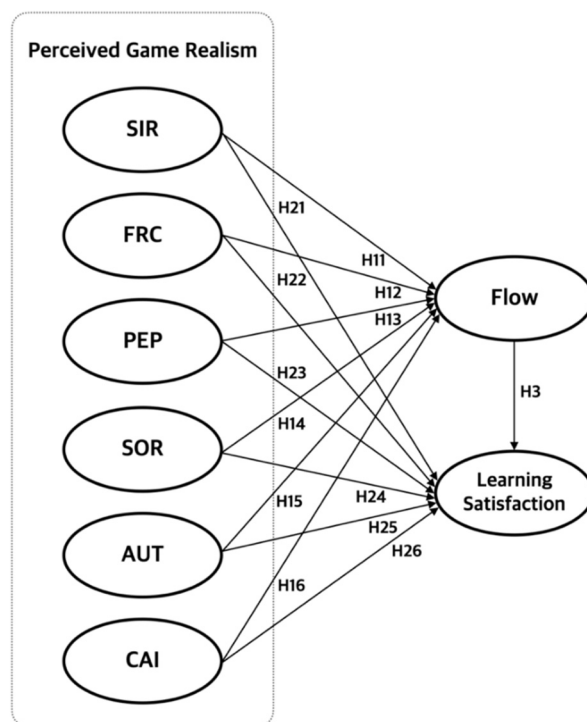 Perceived Game Realism
SIR
FRC
PEP
SOR
AUT
CAI
H21
H11
H22
H12
H13
H23
H14
H24
H15
H25
H26
H16
Flow
H3
Learning
Satisfaction